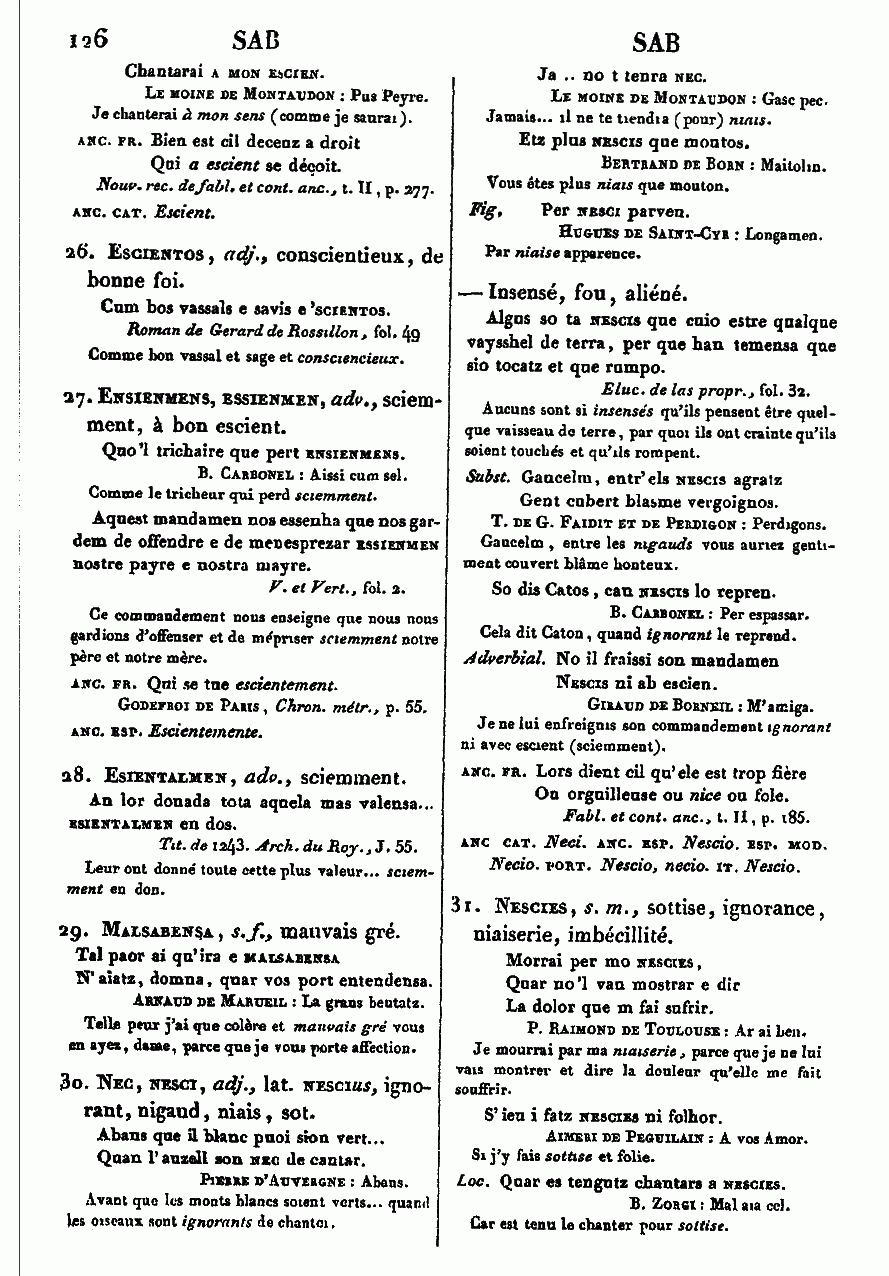 126 SAB SAB
Chantarai A MON ESCIEN.
LE MOINE DE MONTAUDON : Pus Peyre.
Je chanterai à mon sens (comme je saurai).
ANC. FR. Bien est cil decenz a droit
Qui a escient se déçoit.
Nouv. rec. de fabl. et cont. anc., t. II, p. 277.
ANC. CAT. Escient.
26. ESCIENTOS, adj., conscientieux, de
bonne foi.
Cum bos vassals e savis e 'SCIENTOS.
Roman de Gerard de Rossillon, fol. 49
Comme bon vassal et sage et consciencieux.
27. ENSIENMENS, ESSIENMEN, adv., sciem-
ment, à bon escient.
Quo'l trichaire que pert ENSIENMENS.
B. CARBONEL : Aissi cum sel.
Comme le tricheur qui perd sciemment.
Aquest mandamen nos essenha que nos gar-
dem de offendre e de menesprezar ESSIENMEN
nostre payre e nostra mayre.
V. et Vert., fol. 2.
Ce commandement nous enseigne que nous nous
gardions d'offenser et de mépriser sciemment notre
père et notre mère.
ANC. FR. Qui se tue escientement.
GODEFROI DE PARIS, Chron. métr., p. 55.
ANC. ESP. Escientemente.
28. ESIENTALMEN, adv., sciemment.
An lor donada tota aquela mas valensa...
ESIENTALMEN en dos.
Tit. de 1243. Arch. du Roy., J. 55.
Leur ont donné toute cette plus valeur... sciem-
ment en don.
29. MALSABENSA, s. f., mauvais gré.
Tal paor ai qu'ira e MALSABENSA
N'aiatz, domna, quar vos port entendensa.
ARNAUD DE MARUEIL : La grans beutatz.
Telle peur j'ai que colère et mauvais gré vous
en ayez, dame, parce que je vous porte affection.
30. NEC, NESCI, adj., lat. NESCIUS, igno-
rant, nigaud, niais, sot.
Abans que il blanc puoi sion vert...
Quan l'auzell son NEC de cantar.
PIERRE D'AUVERGNE : Abans.
Avant que les monts blancs soient verts... quand
les oiseaux sont ignorants de chanter.
Ja .. no t tenra NEC.
LE MOINE DE MONTAUDON : Gasc pec.
Jamais... il ne te tiendra (pour) niais.
Etz plus NESCIS que moutos.
BERTRAND DE BORN : Maitolin.
Vous êtes plus niais que mouton.
Fig. Per NESCI parven.
HUGUES DE SAINT-CYR : Longamen.
Par niaise apparence.
— Insensé, fou, aliéné.
Algus so ta NESCIS que cuio estre qualque
vaysshel de terra, per que han temensa que
sio tocatz et que rumpo.
Eluc. de las propr., fol. 32.
Aucuns sont si insensés qu'ils pensent être quel-
que vaisseau de terre, par quoi ils ont crainte qu'ils
soient touchés et qu'ils rompent.
Subst. Gaucelm, entr'els NESCIS agratz
Gent cubert blasme vergoignos.
T. DE G. FAIDIT ET DE PERDIGON : Perdigons.
Gaucelm, entre les nigauds vous auriez genti-
ment couvert blâme honteux.
So dis Catos, can NESCIS lo repren.
B. CARBONEL : Per espassar.
Cela dit Caton, quand ignorant le reprend.
Adverbial. No il fraissi son mandamen
NESCIS ni ab escien.
GIRAUD DE BORNEIL : M'amiga.
Je ne lui enfreignis son commandement ignorant
ni avec escient (sciemment).
ANC. FR. Lors dient cil qu'ele est trop fière
Ou orguilleuse ou nice ou fole.
Fabl. et cont. anc., t. II, p. 185.
ANC CAT. Neci. ANC. ESP. Nescio. ESP. MOD.
Necio. PORT. Nescio, necio. IT. Nescio.
31. NESCIES, s. m., sottise, ignorance,
niaiserie, imbécillité.
Morrai per mo NESCIES,
Quar no'l van mostrar e dir
La dolor que m fai sufrir.
P. RAIMOND DE TOULOUSE : Ar ai ben.
Je mourrai par ma niaiserie, parce que je ne lui
vais montrer et dire la douleur qu'elle me fait
souffrir.
S'ieu i fatz NESCIES ni folhor.
AIMERI DE PEGUILAIN : A vos Amor.
Si j'y fais sottise et folie.
Loc. Quar es tengutz chantars a NESCIES.
B. ZORGI : Mal aia cel.
Car est tenu le chanter pour sottise.